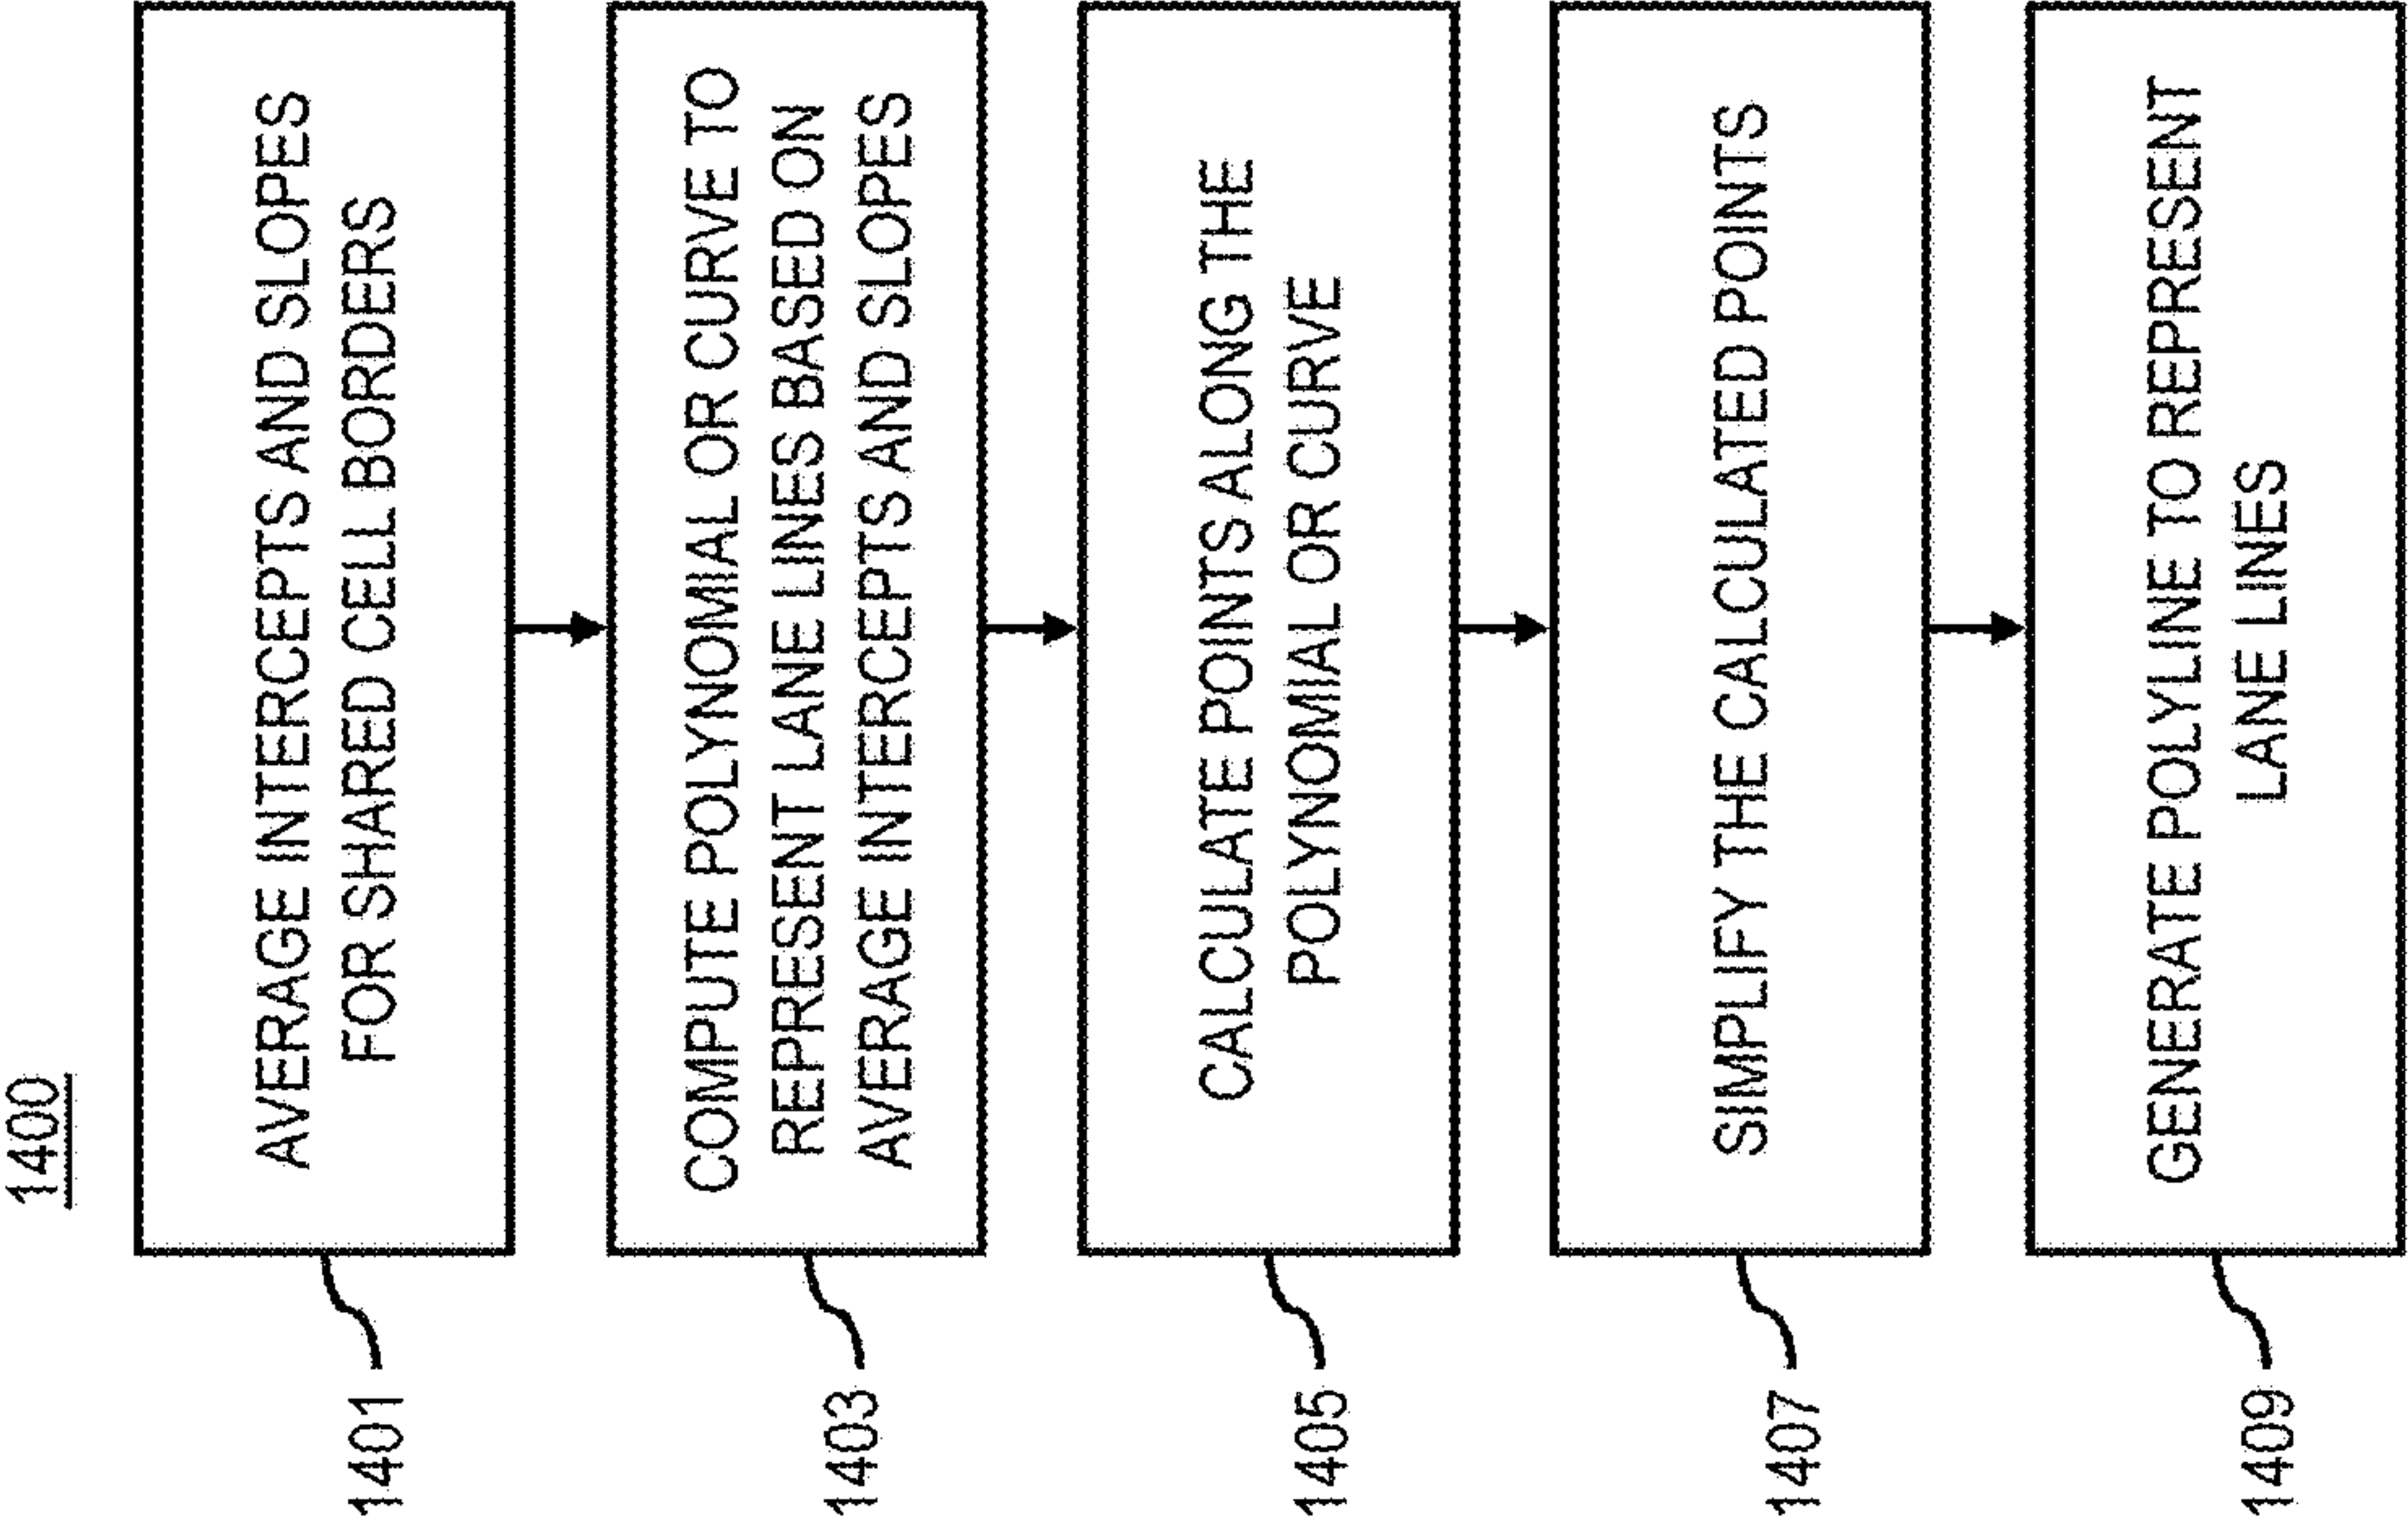 1400
1401
AVERAGE INTERCEPTS AND SLOPES
FOR SHARED CELL BORDERS
1403
COMPUTE POLYNOMIAL OR CURVE TO
REPRESENT LANE LINES BASED ON
AVERAGE INTERCEPTS AND SLOPES
1405
CALCULATE POINTS ALONG THE
POLYNOMIAL OR CURVE
1407
SIMPLIFY THE CALCULATED POINTS
1409
GENERATE POLYLINE TO REPRESENT
LANE LINES